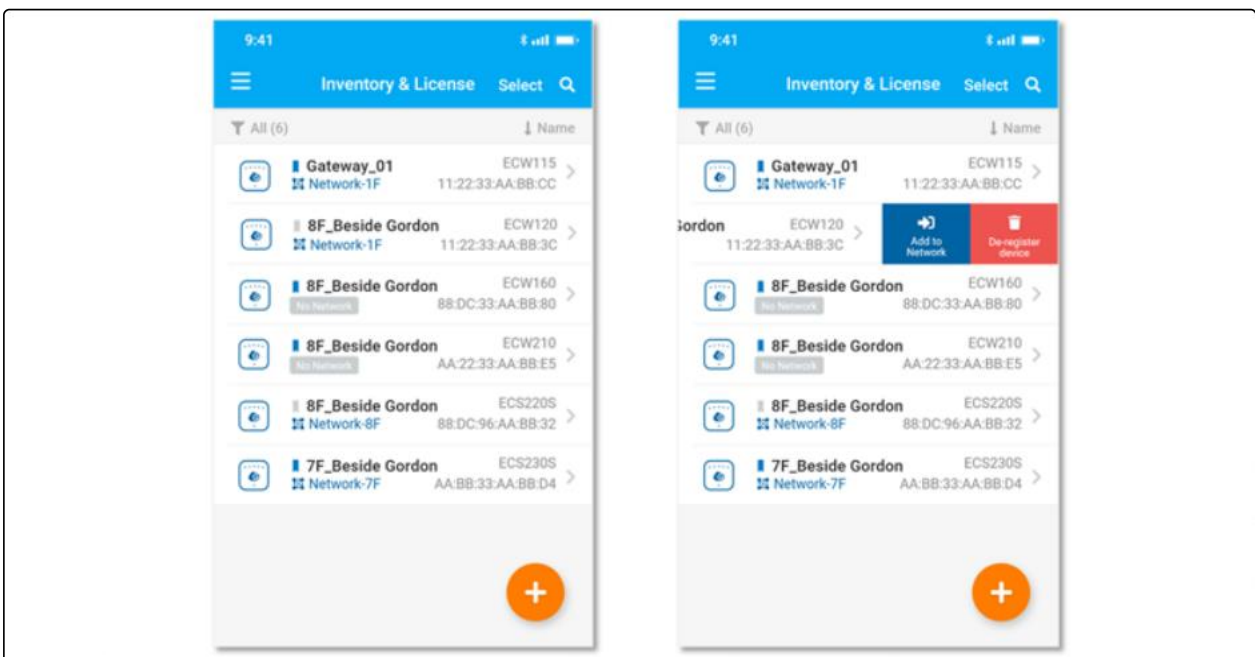 9:41
Inventory & License Select
All (6) Name
Gateway_01 ECW115
Network-1F 11:22:33:AA:BB:CC
8F_Beside Gordon ECW120
Network-1F 11:22:33:AA:BB:3C
8F_Beside Gordon ECW160
No Network 88:DC:33:AA:BB:80
8F_Beside Gordon ECW210
No Network AA:22:33:AA:BB:E5
8F_Beside Gordon ECS220S
Network-8F 88:DC:96:AA:BB:32
7F_Beside Gordon ECS230S
Network-7F AA:BB:33:AA:BB:D4
9:41
Inventory & License Select
All (6) Name
Gateway_01 ECW115
Network-1F 11:22:33:AA:BB:CC
Gordon ECW120
11:22:33:AA:BB:3C
Add to
Network
De-register
device
8F_Beside Gordon ECW160
No Network 88:DC:33:AA:BB:80
8F_Beside Gordon ECW210
No Network AA:22:33:AA:BB:E5
8F_Beside Gordon ECS220S
Network-8F 88:DC:96:AA:BB:32
7F_Beside Gordon ECS230S
Network-7F AA:BB:33:AA:BB:D4